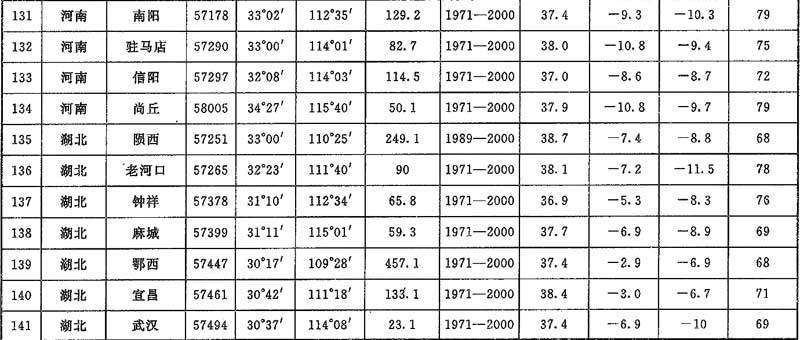 131 河南 南阳 57178 33°02′ 112°35′ 129.2 1971—2000 37.4 −9.3 −10.3 79
132 河南 驻马店 57290 33°00′ 114°01′ 82.7 1971—2000 38.0 −10.8 −9.4 75
133 河南 信阳 57297 32°08′ 114°03′ 114.5 1971—2000 37.0 −8.6 −8.7 72
134 河南 尚丘 58005 34°27′ 115°40′ 50.1 1971—2000 37.9 −10.8 −9.7 79
135 湖北 陨西 57251 33°00′ 110°25′ 249.1 1989—2000 38.7 −7.4 −8.8 68
136 湖北 老河口 57265 32°23′ 111°40′ 90 1971—2000 38.1 −7.2 −11.5 78
137 湖北 钟祥 57378 31°10′ 112°34′ 65.8 1971—2000 36.9 −5.3 −8.3 76
138 湖北 麻城 57399 31°11′ 115°01′ 59.3 1971—2000 37.7 −6.9 −8.9 69
139 湖北 鄂西 57447 30°17′ 109°28′ 457.1 1971—2000 37.4 −2.9 −6.9 68
140 湖北 宜昌 57461 30°42′ 111°18′ 133.1 1971—2000 38.4 −3.0 −6.7 71
141 湖北 武汉 57494 30°37′ 114°08′ 23.1 1971—2000 37.4 −6.9 −10 69